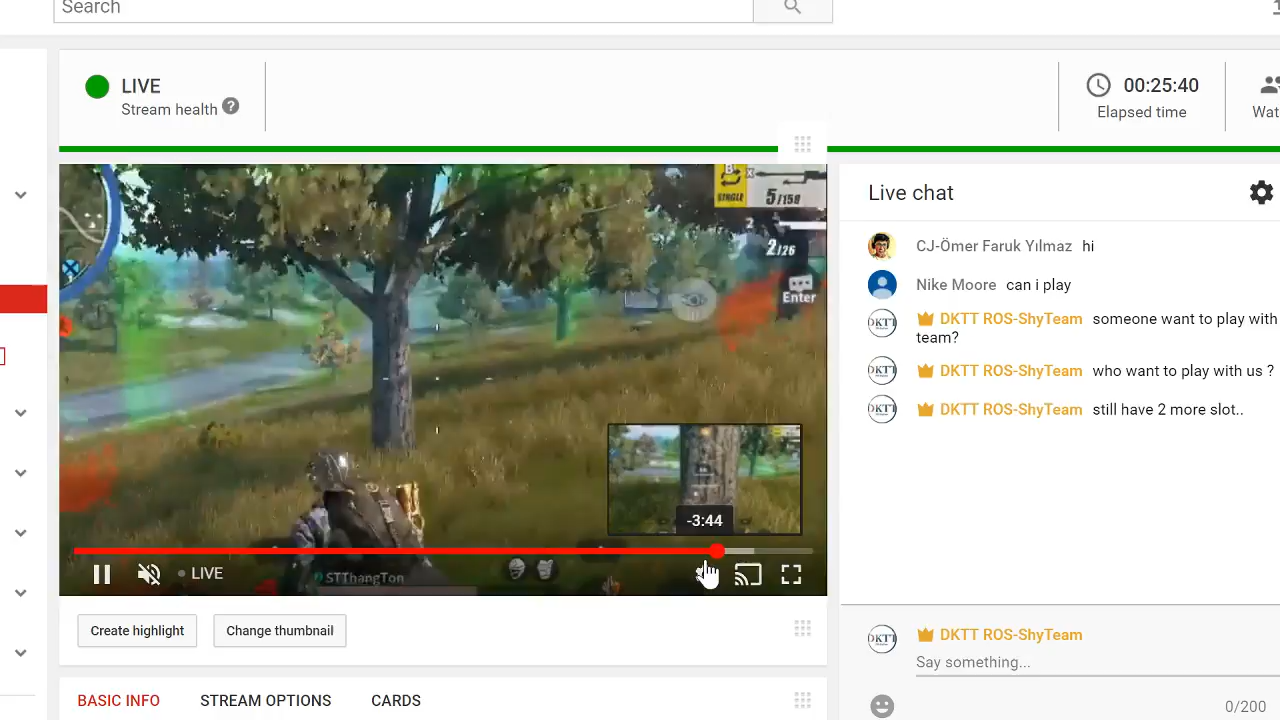 Search
LIVE
Stream health ?
00:25:40
Elapsed time
Wat
Live chat
CJ-Ömer Faruk Yılmaz hi
Nike Moore can i play
DKTT ROS-ShyTeam someone want to play with
team?
DKTT ROS-ShyTeam who want to play with us ?
DKTT ROS-ShyTeam still have 2 more slot..
B
X
SINGLE
5/158
2
2/26
Enter
-3:44
LIVE
STThangTon
Create highlight
Change thumbnail
DKTT ROS-ShyTeam
Say something...
0/200
BASIC INFO STREAM OPTIONS CARDS